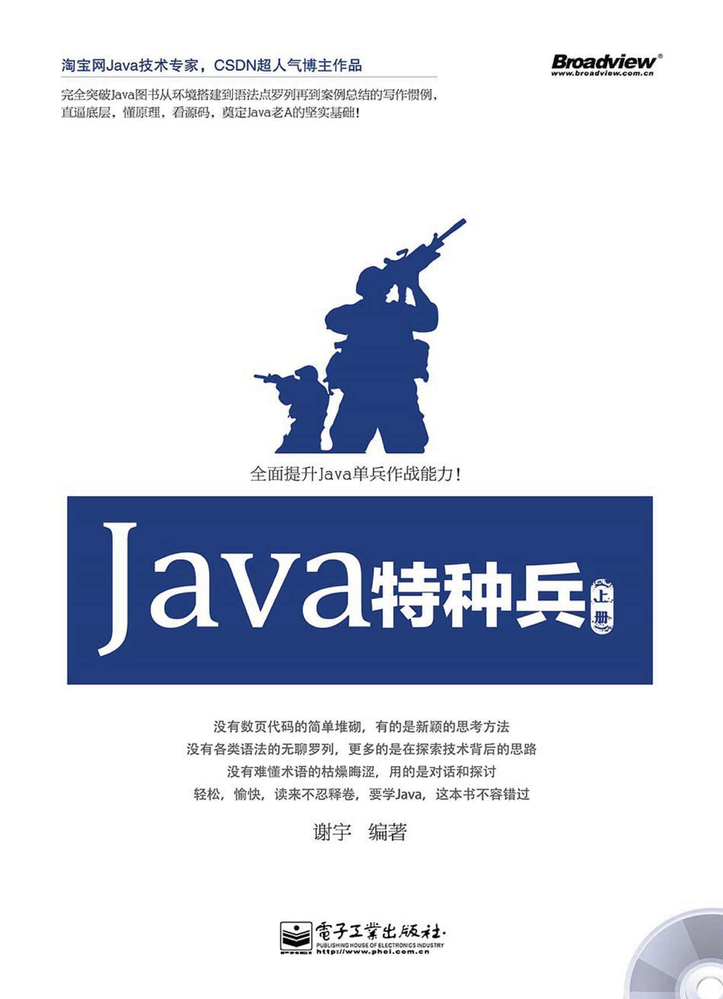 淘宝网Java技术专家，CSDN超人气博主作品
Broadview®
www.broadview.com.cn
完全突破Java图书从环境搭建到语法点罗列再到案例总结的写作惯例，
直逼底层，懂原理，看源码，奠定Java老A的坚实基础！
全面提升Java单兵作战能力！
Java特种兵
上册
没有数页代码的简单堆砌，有的是新颖的思考方法
没有各类语法的无聊罗列，更多的是在探索技术背后的思路
没有难懂术语的枯燥晦涩，用的是对话和探讨
轻松，愉快，读来不忍释卷，要学Java，这本书不容错过
谢宇 编著
電子工業出版社·
PUBLISHING HOUSE OF ELECTRONICS INDUSTRY
PHEI http://www.phei.com.cn